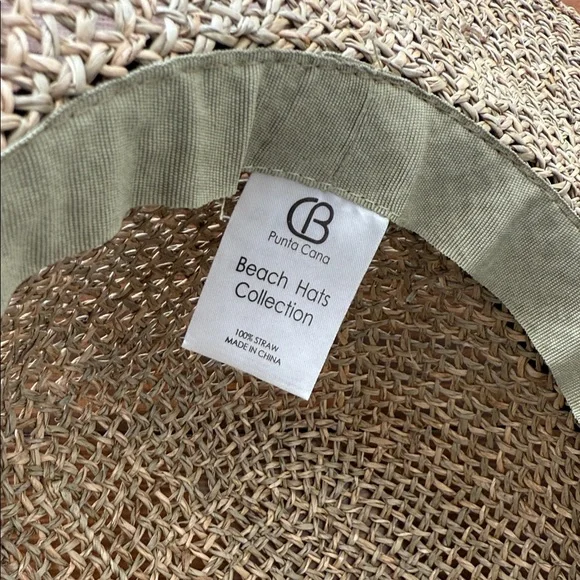 CB
Punta Cana
Beach Hats
Collection
100% STRAW
MADE IN CHINA